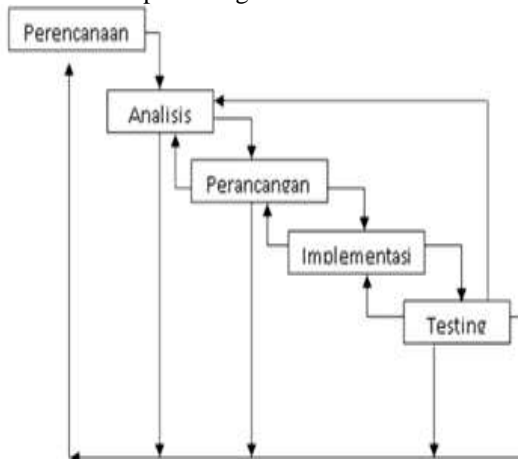 Perencanaan
Analisis
Perancangan
Implementasi
Testing